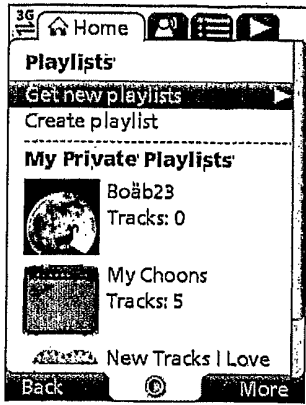 3G
Home
Playlists
Get new playlists
Create playlist
My Private Playlists
Boäb23
Tracks: 0
My Choons
Tracks: 5
New Tracks I Love
Back
More